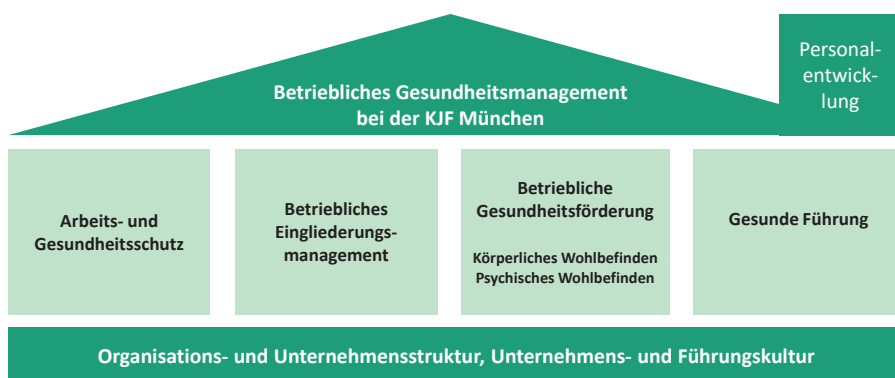 Betriebliches Gesundheitsmanagement
bei der KJF München
Personal-
entwick-
lung
Arbeits- und
Gesundheitsschutz
Betriebliches
Eingliederungs-
management
Betriebliche
Gesundheitsförderung
Körperliches Wohlbefinden
Psychisches Wohlbefinden
Gesunde Führung
Organisations- und Unternehmensstruktur, Unternehmens- und Führungskultur